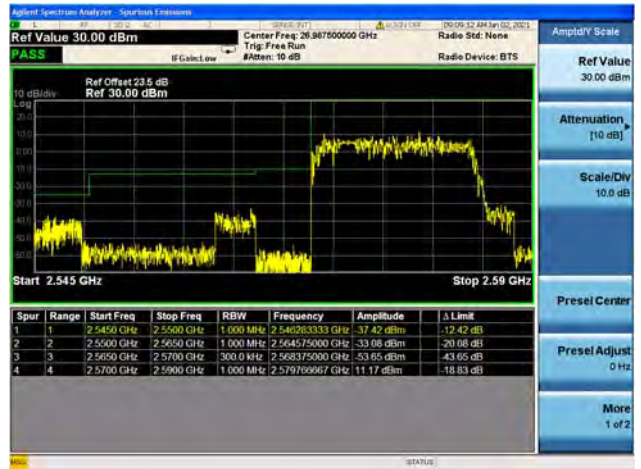 Agilent Spectrum Analyzer - Spurious Emissions
09:09:12 AM Jan 02, 2021
Ref Value 30.00 dBm
Center Freq: 26.987500000 GHz
Radio Std: None
Trig: Free Run
PASS
IFGain:Low
#Atten: 10 dB
Radio Device: BTS
Ref Offset 23.5 dB
10 dB/div
Ref 30.00 dBm
Log
20.0
10.0
0.00
Start 2.545 GHz
Stop 2.59 GHz
Spur Range Start Freq Stop Freq RBW Frequency Amplitude Δ Limit
1 1 2.5450 GHz 2.5500 GHz 1.000 MHz 2.546283333 GHz -37.42 dBm -12.42 dB
2 2 2.5500 GHz 2.5650 GHz 1.000 MHz 2.564575000 GHz -33.08 dBm -20.08 dB
3 3 2.5650 GHz 2.5700 GHz 300.0 kHz 2.568375000 GHz -53.65 dBm -43.65 dB
4 4 2.5700 GHz 2.5900 GHz 1.000 MHz 2.579766667 GHz 11.17 dBm -18.83 dB
MSG
STATUS
Amptd/Y Scale
Ref Value
30.00 dBm
Attenuation
[10 dB]
Scale/Div
10.0 dB
Presel Center
Presel Adjust
0 Hz
More
1 of 2